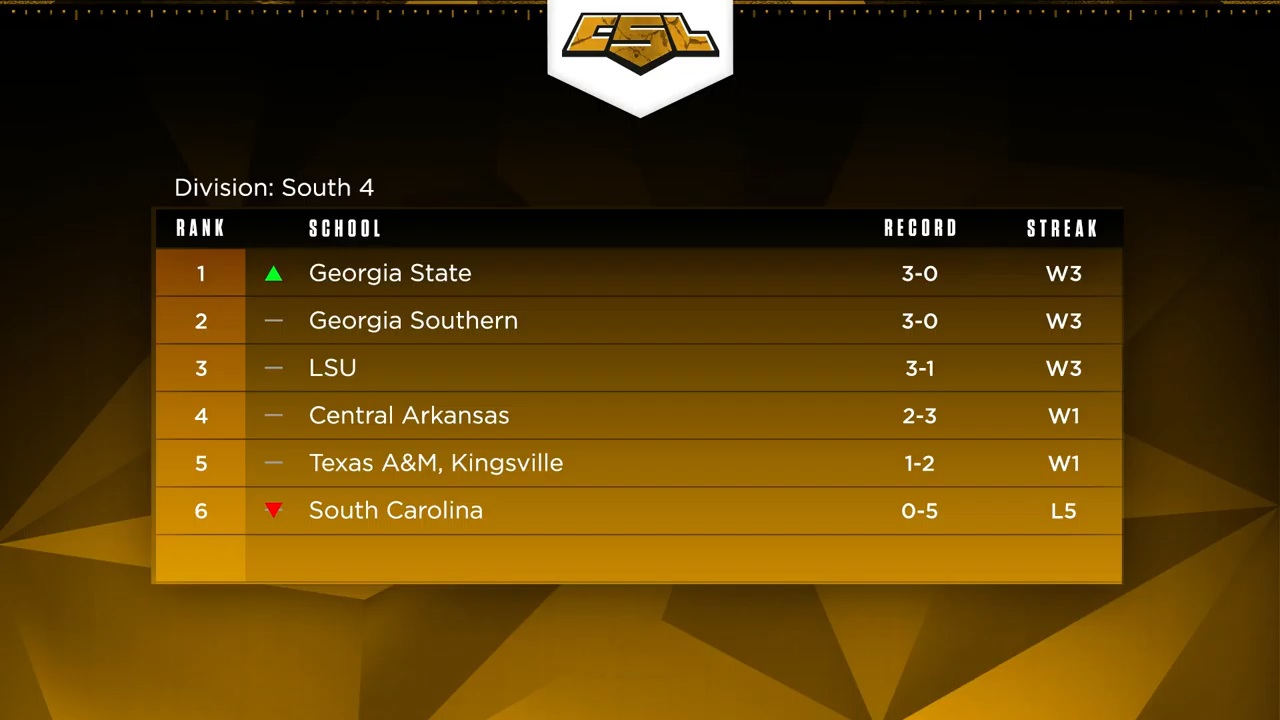 CSL
Division: South 4
RANK SCHOOL RECORD STREAK
1 Georgia State 3-0 W3
2 Georgia Southern 3-0 W3
3 LSU 3-1 W3
4 Central Arkansas 2-3 W1
5 Texas A&M, Kingsville 1-2 W1
6 South Carolina 0-5 L5